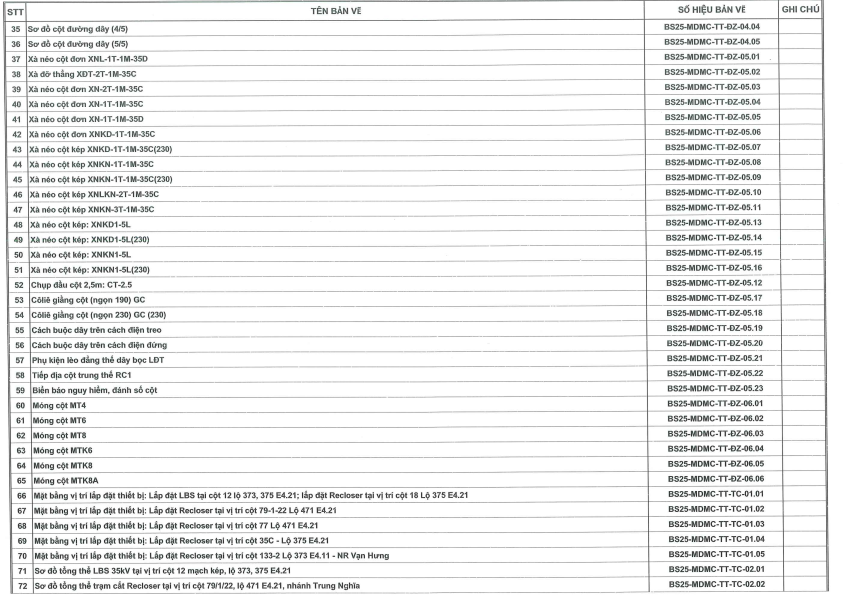 STT TÊN BẢN VẼ SỐ HIỆU BẢN VẼ GHI CHÚ
35 Sơ đồ cột đường dây (4/5) BS25-MDMC-TT-ĐZ-04.04
36 Sơ đồ cột đường dây (5/5) BS25-MDMC-TT-ĐZ-04.05
37 Xà néo cột đơn XNL-1T-1M-35D BS25-MDMC-TT-ĐZ-05.01
38 Xà đỡ thẳng XĐT-2T-1M-35C BS25-MDMC-TT-ĐZ-05.02
39 Xà néo cột đơn XN-2T-1M-35C BS25-MDMC-TT-ĐZ-05.03
40 Xà néo cột đơn XN-1T-1M-35C BS25-MDMC-TT-ĐZ-05.04
41 Xà néo cột đơn XN-1T-1M-35D BS25-MDMC-TT-ĐZ-05.05
42 Xà néo cột đơn XNKD-1T-1M-35C BS25-MDMC-TT-ĐZ-05.06
43 Xà néo cột kép XNKD-1T-1M-35C(230) BS25-MDMC-TT-ĐZ-05.07
44 Xà néo cột kép XNKN-1T-1M-35C BS25-MDMC-TT-ĐZ-05.08
45 Xà néo cột kép XNKN-1T-1M-35C(230) BS25-MDMC-TT-ĐZ-05.09
46 Xà néo cột kép XNLKN-2T-1M-35C BS25-MDMC-TT-ĐZ-05.10
47 Xà néo cột kép XNKN-3T-1M-35C BS25-MDMC-TT-ĐZ-05.11
48 Xà néo cột kép: XNKD1-5L BS25-MDMC-TT-ĐZ-05.13
49 Xà néo cột kép: XNKD1-5L(230) BS25-MDMC-TT-ĐZ-05.14
50 Xà néo cột kép: XNKN1-5L BS25-MDMC-TT-ĐZ-05.15
51 Xà néo cột kép: XNKN1-5L(230) BS25-MDMC-TT-ĐZ-05.16
52 Chụp đầu cột 2,5m: CT-2.5 BS25-MDMC-TT-ĐZ-05.12
53 Côliê giằng cột (ngọn 190) GC BS25-MDMC-TT-ĐZ-05.17
54 Côliê giằng cột (ngọn 230) GC (230) BS25-MDMC-TT-ĐZ-05.18
55 Cách buộc dây trên cách điện treo BS25-MDMC-TT-ĐZ-05.19
56 Cách buộc dây trên cách điện đứng BS25-MDMC-TT-ĐZ-05.20
57 Phụ kiện lèo đẳng thế dây bọc LĐT BS25-MDMC-TT-ĐZ-05.21
58 Tiếp địa cột trung thế RC1 BS25-MDMC-TT-ĐZ-05.22
59 Biển báo nguy hiểm, đánh số cột BS25-MDMC-TT-ĐZ-05.23
60 Móng cột MT4 BS25-MDMC-TT-ĐZ-06.01
61 Móng cột MT6 BS25-MDMC-TT-ĐZ-06.02
62 Móng cột MT8 BS25-MDMC-TT-ĐZ-06.03
63 Móng cột MTK6 BS25-MDMC-TT-ĐZ-06.04
64 Móng cột MTK8 BS25-MDMC-TT-ĐZ-06.05
65 Móng cột MTK8A BS25-MDMC-TT-ĐZ-06.06
66 Mặt bằng vị trí lắp đặt thiết bị: Lắp đặt LBS tại cột 12 lộ 373, 375 E4.21; lắp đặt Recloser tại vị trí cột 18 Lộ 375 E4.21 BS25-MDMC-TT-TC-01.01
67 Mặt bằng vị trí lắp đặt thiết bị: Lắp đặt Recloser tại vị trí cột 79-1-22 Lộ 471 E4.21 BS25-MDMC-TT-TC-01.02
68 Mặt bằng vị trí lắp đặt thiết bị: Lắp đặt Recloser tại vị trí cột 77 Lộ 471 E4.21 BS25-MDMC-TT-TC-01.03
69 Mặt bằng vị trí lắp đặt thiết bị: Lắp đặt Recloser tại vị trí cột 35C - Lộ 375 E4.21 BS25-MDMC-TT-TC-01.04
70 Mặt bằng vị trí lắp đặt thiết bị: Lắp đặt Recloser tại vị trí cột 133-2 Lộ 373 E4.11 - NR Vạn Hưng BS25-MDMC-TT-TC-01.05
71 Sơ đồ tổng thể LBS 35kV tại vị trí cột 12 mạch kép, lộ 373, 375 E4.21 BS25-MDMC-TT-TC-02.01
72 Sơ đồ tổng thể trạm cắt Recloser tại vị trí cột 79/1/22, lộ 471 E4.21, nhánh Trung Nghĩa BS25-MDMC-TT-TC-02.02